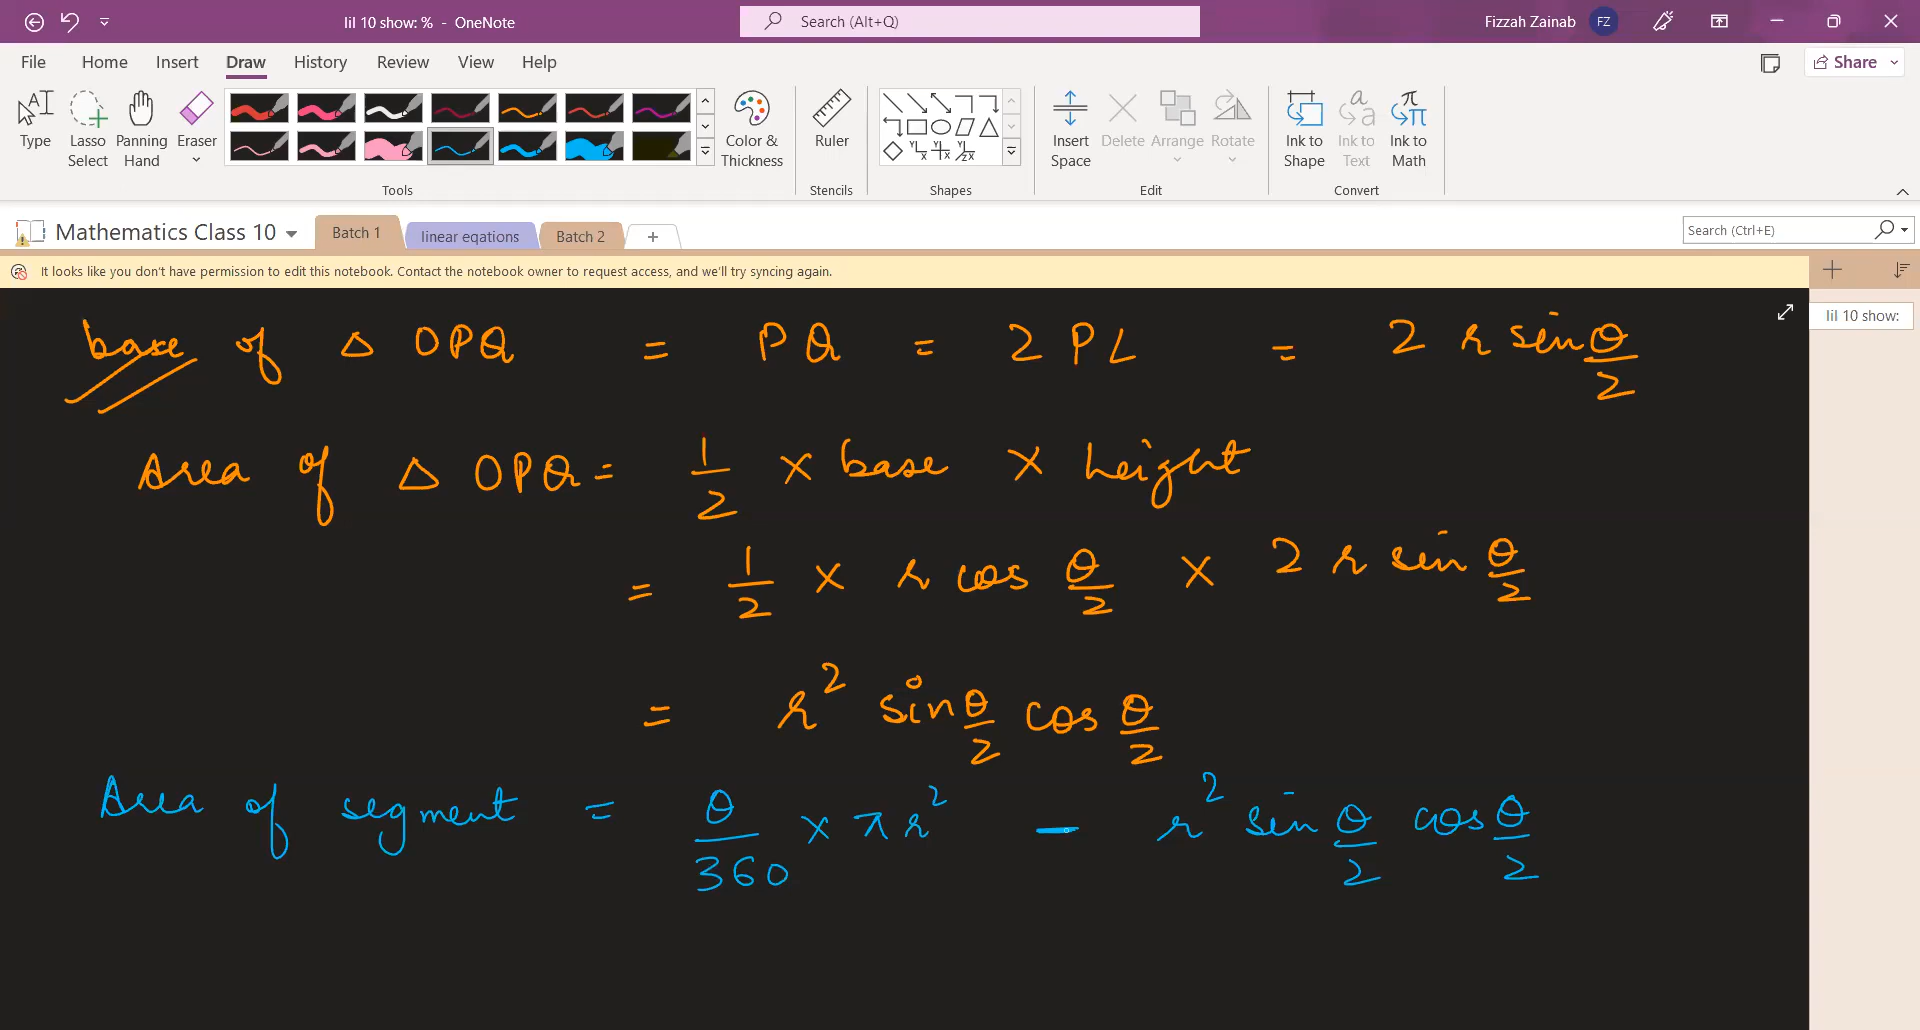 lil 10 show: % - OneNote
Search (Alt+Q)
Fizzah Zainab FZ
File Home Insert Draw History Review View Help
Share
Type
Lasso Select
Panning Hand
Eraser
Color & Thickness
Ruler
Insert Space
Delete
Arrange
Rotate
Ink to Shape
Ink to Text
Ink to Math
Tools
Stencils
Shapes
Edit
Convert
Mathematics Class 10
Batch 1
linear eqations
Batch 2
Search (Ctrl+E)
It looks like you don't have permission to edit this notebook. Contact the notebook owner to request access, and we'll try syncing again.
lil 10 show:
base of Δ OPQ = PQ = 2 PL = 2 r sin θ/2
Area of Δ OPQ = 1/2 × base × height
= 1/2 × r cos θ/2 × 2 r sin θ/2
= r² sin θ/2 cos θ/2
Area of segment = θ/360 × π r² − r² sin θ/2 cos θ/2